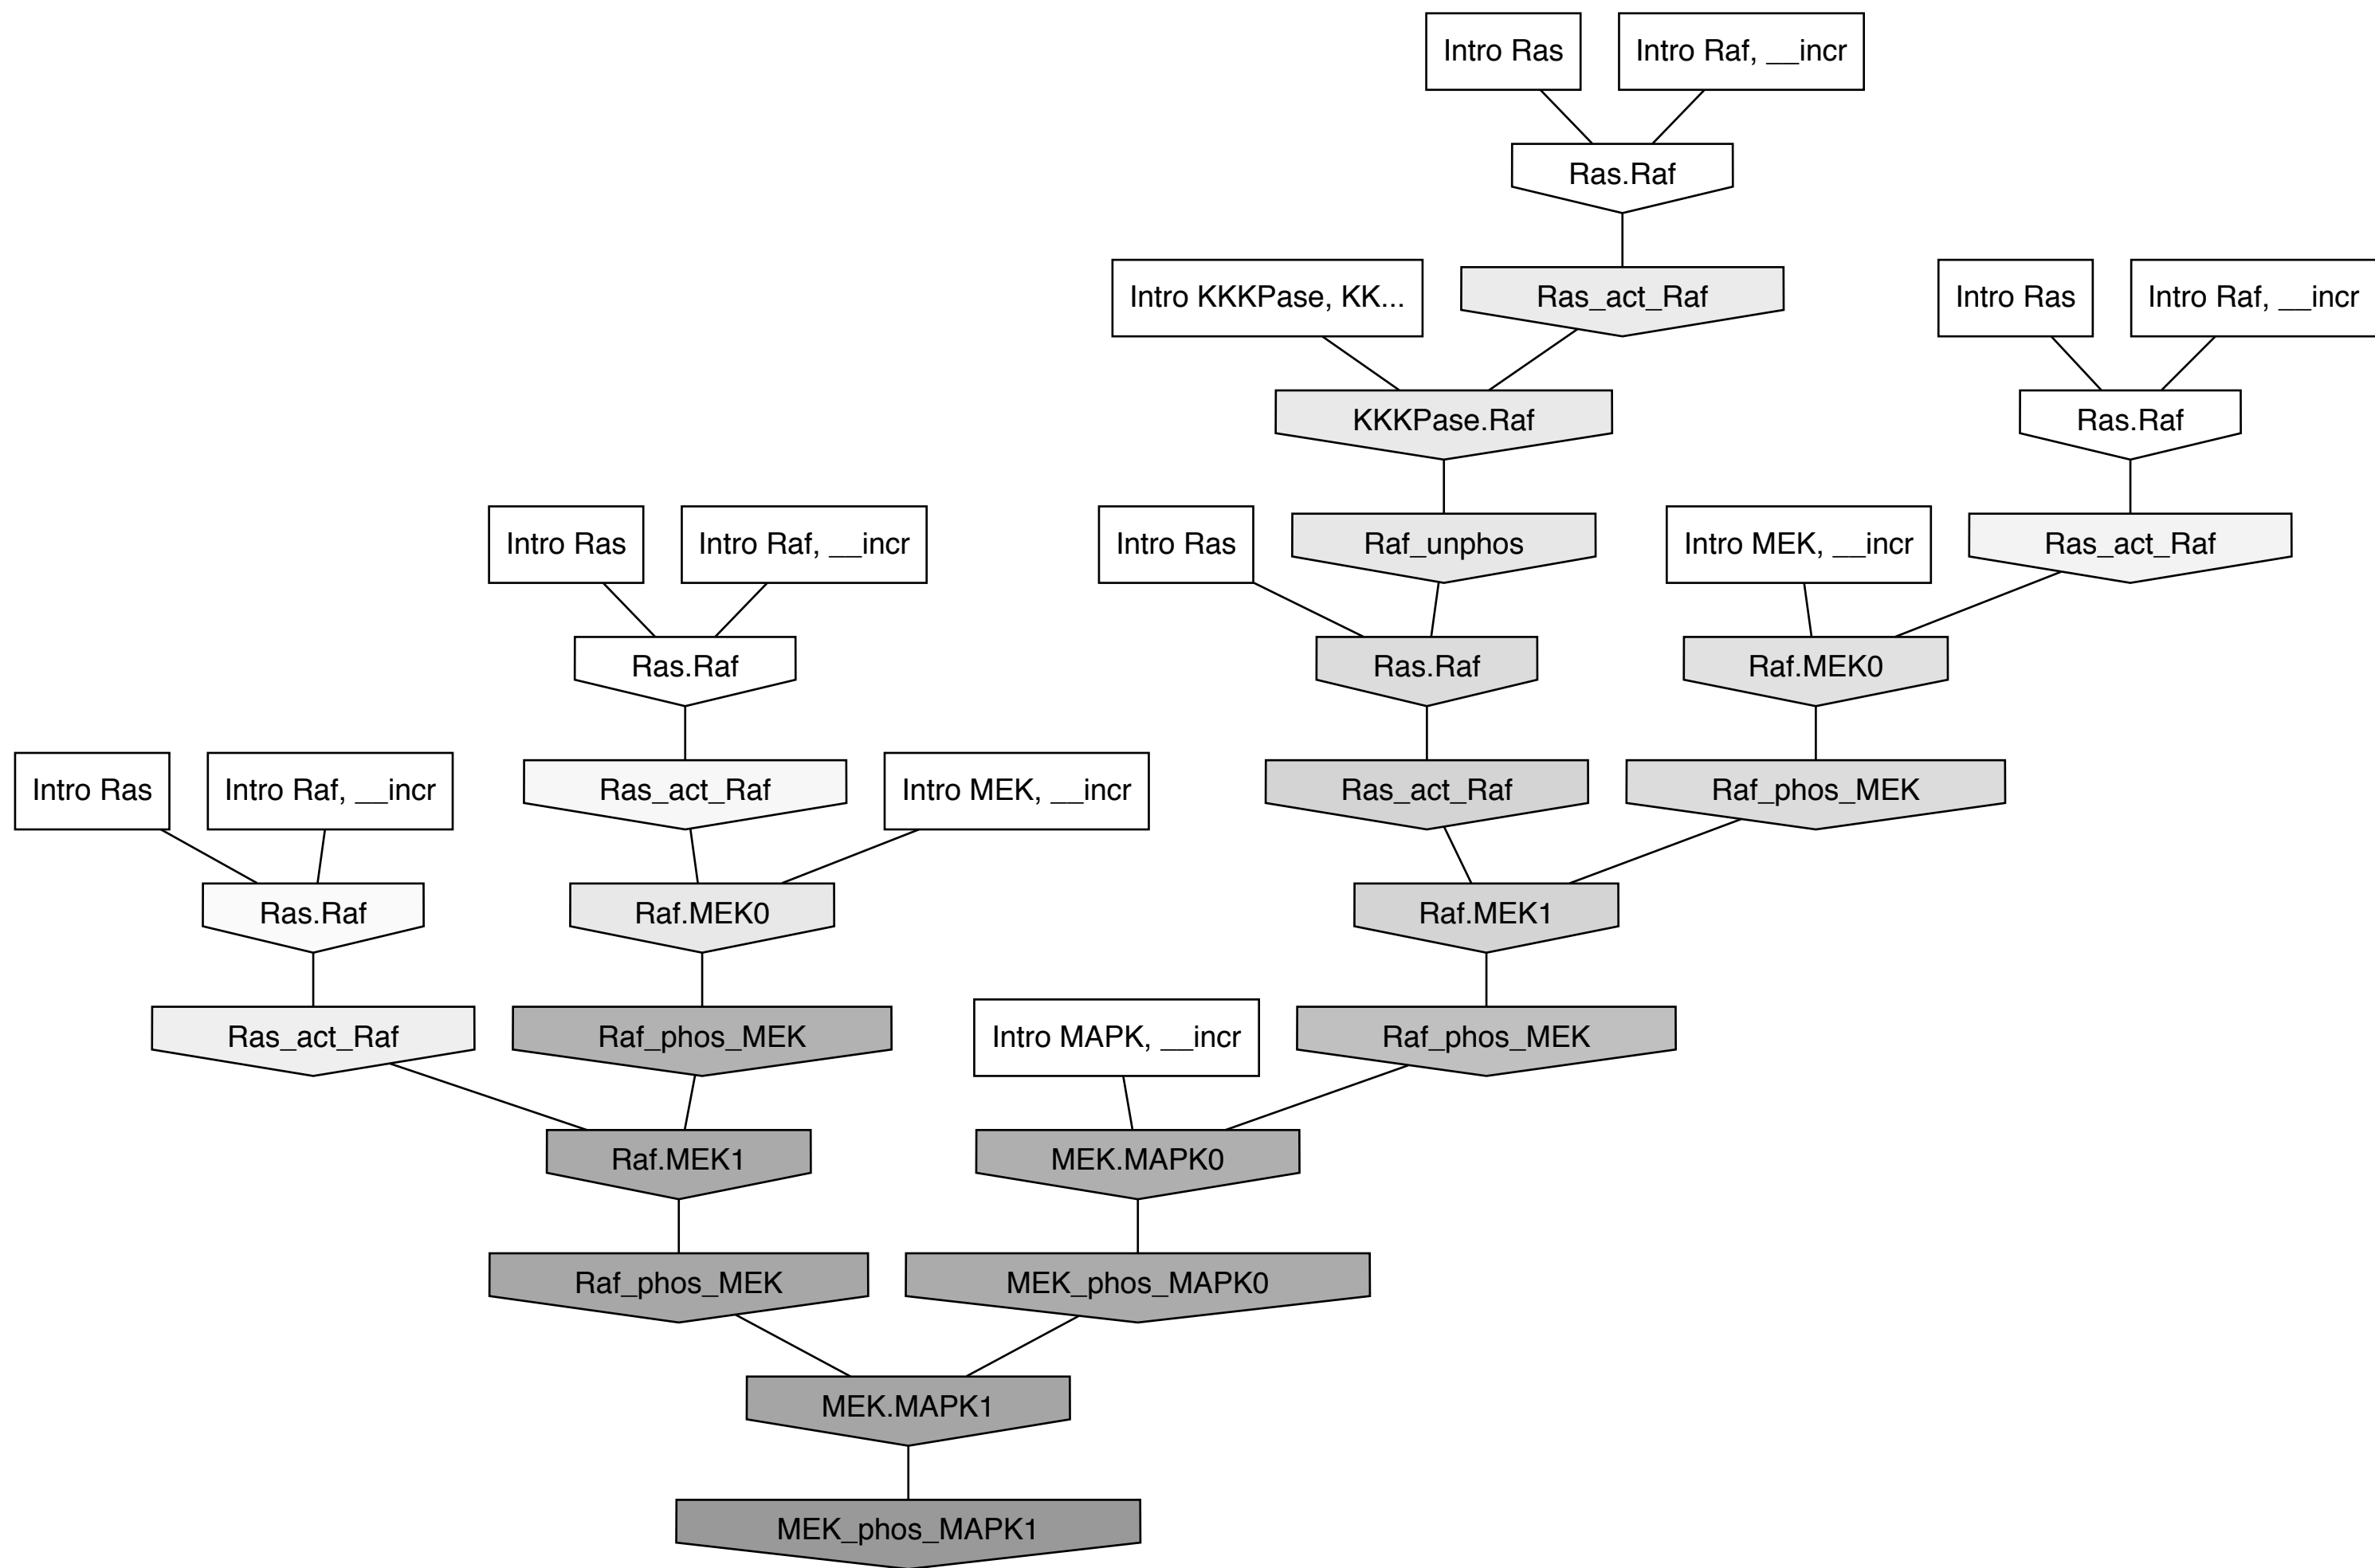 Intro Ras
Intro Raf, __incr
Ras.Raf
Intro KKKPase, KK...
Ras_act_Raf
Intro Ras
Intro Raf, __incr
KKKPase.Raf
Ras.Raf
Intro Ras
Intro Raf, __incr
Intro Ras
Raf_unphos
Intro MEK, __incr
Ras_act_Raf
Ras.Raf
Ras.Raf
Raf.MEK0
Intro Ras
Intro Raf, __incr
Ras_act_Raf
Intro MEK, __incr
Ras_act_Raf
Raf_phos_MEK
Ras.Raf
Raf.MEK0
Raf.MEK1
Ras_act_Raf
Raf_phos_MEK
Intro MAPK, __incr
Raf_phos_MEK
Raf.MEK1
MEK.MAPK0
Raf_phos_MEK
MEK_phos_MAPK0
MEK.MAPK1
MEK_phos_MAPK1